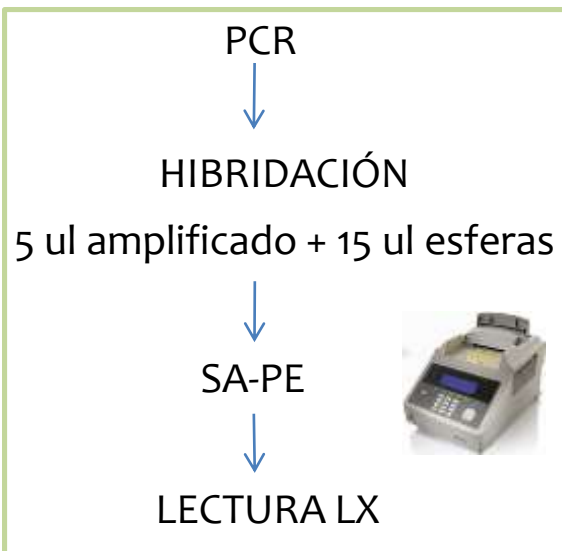 PCR
HIBRIDACIÓN
5 ul amplificado + 15 ul esferas
SA-PE
LECTURA LX